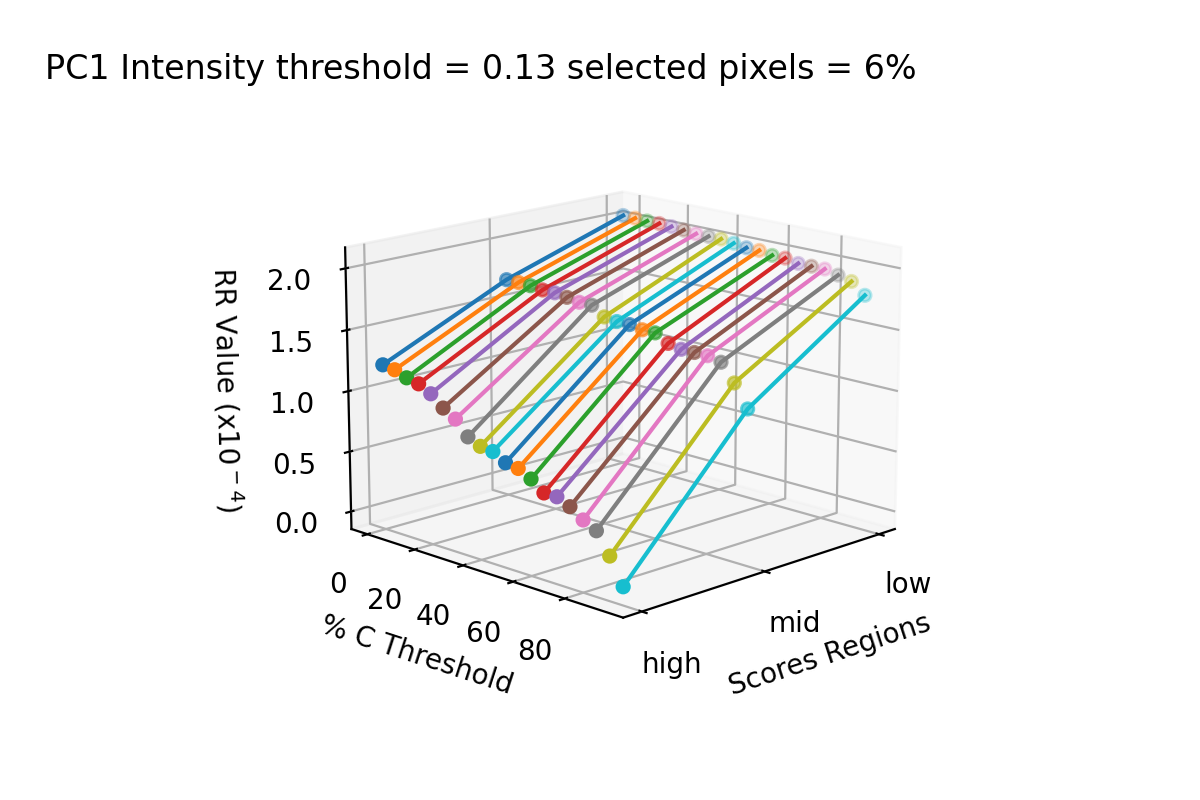 PC1 Intensity threshold = 0.13 selected pixels = 6%
RR Value (x10⁻⁴)
2.0
1.5
1.0
0.5
0.0
0
20
40
60
80
% C Threshold
high
mid
low
Scores Regions